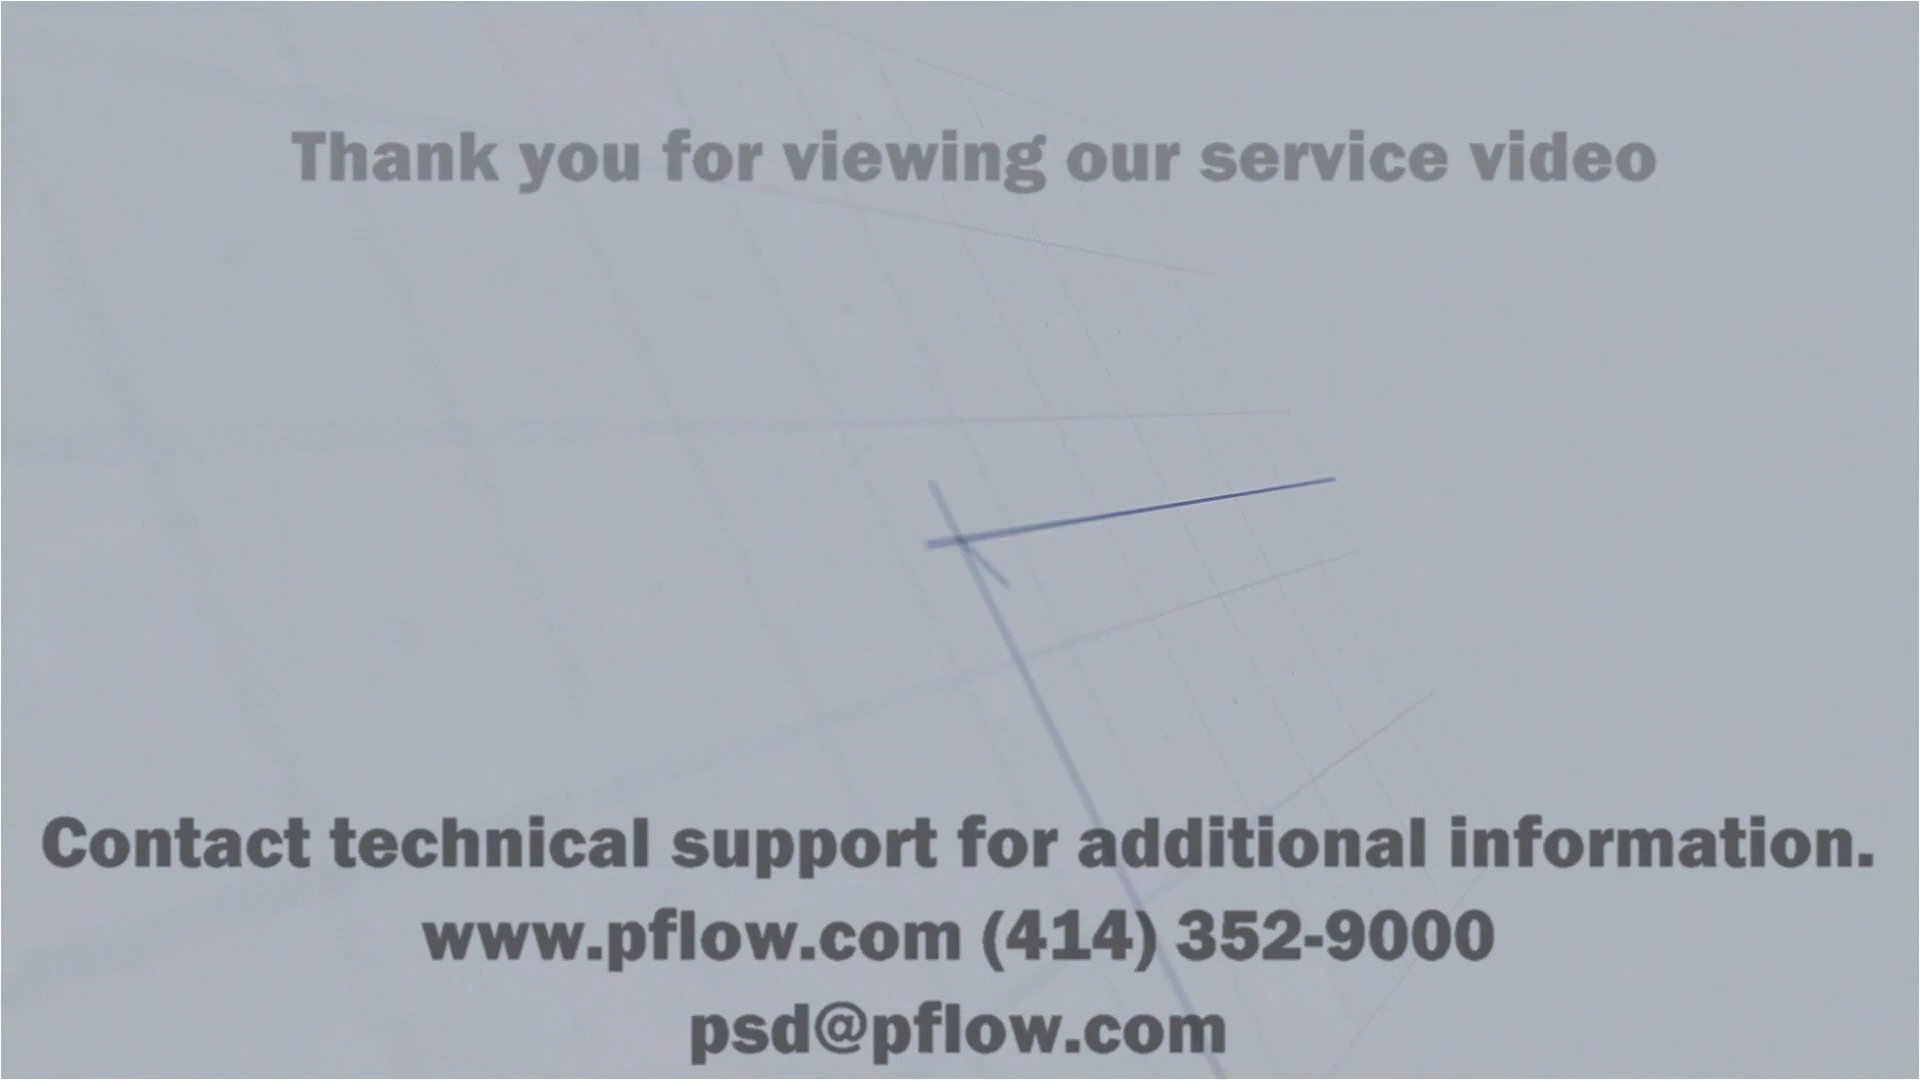 Thank you for viewing our service video
Contact technical support for additional information.
www.pflow.com (414) 352-9000
psd@pflow.com